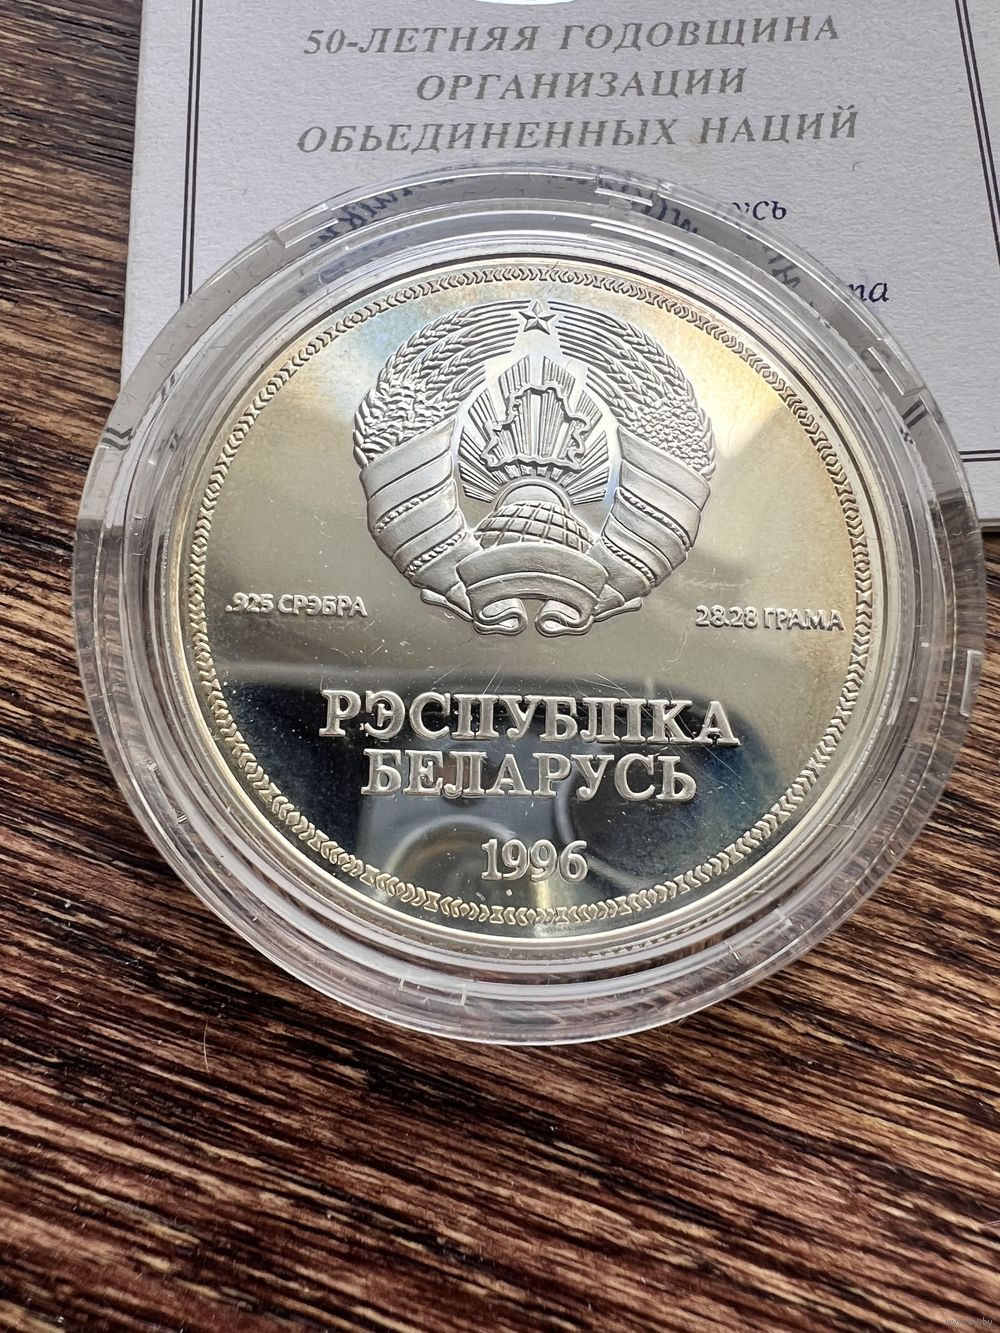 50-ЛЕТНЯЯ ГОДОВЩИНА
ОРГАНИЗАЦИИ
ОБЬЕДИНЕННЫХ НАЦИЙ
.925 СРЭБРА
28.28 ГРАМА
РЭСПУБЛІКА
БЕЛАРУСЬ
1996